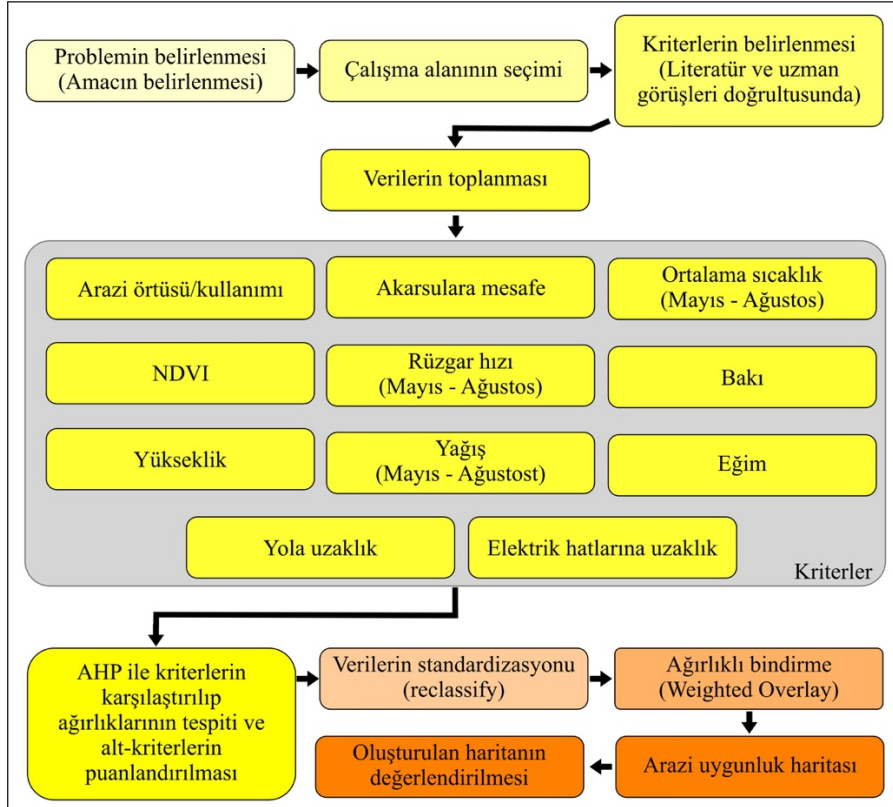 Problemin belirlenmesi
(Amacın belirlenmesi)
Çalışma alanının seçimi
Kriterlerin belirlenmesi
(Literatür ve uzman
görüşleri doğrultusunda)
Verilerin toplanması
Arazi örtüsü/kullanımı
Akarsulara mesafe
Ortalama sıcaklık
(Mayıs - Ağustos)
NDVI
Rüzgar hızı
(Mayıs - Ağustos)
Bakı
Yükseklik
Yağış
(Mayıs - Ağustost)
Eğim
Yola uzaklık
Elektrik hatlarına uzaklık
Kriterler
AHP ile kriterlerin
karşılaştırılıp
ağırlıklarının tespiti ve
alt-kriterlerin
puanlandırılması
Verilerin standardizasyonu
(reclassify)
Ağırlıklı bindirme
(Weighted Overlay)
Oluşturulan haritanın
değerlendirilmesi
Arazi uygunluk haritası